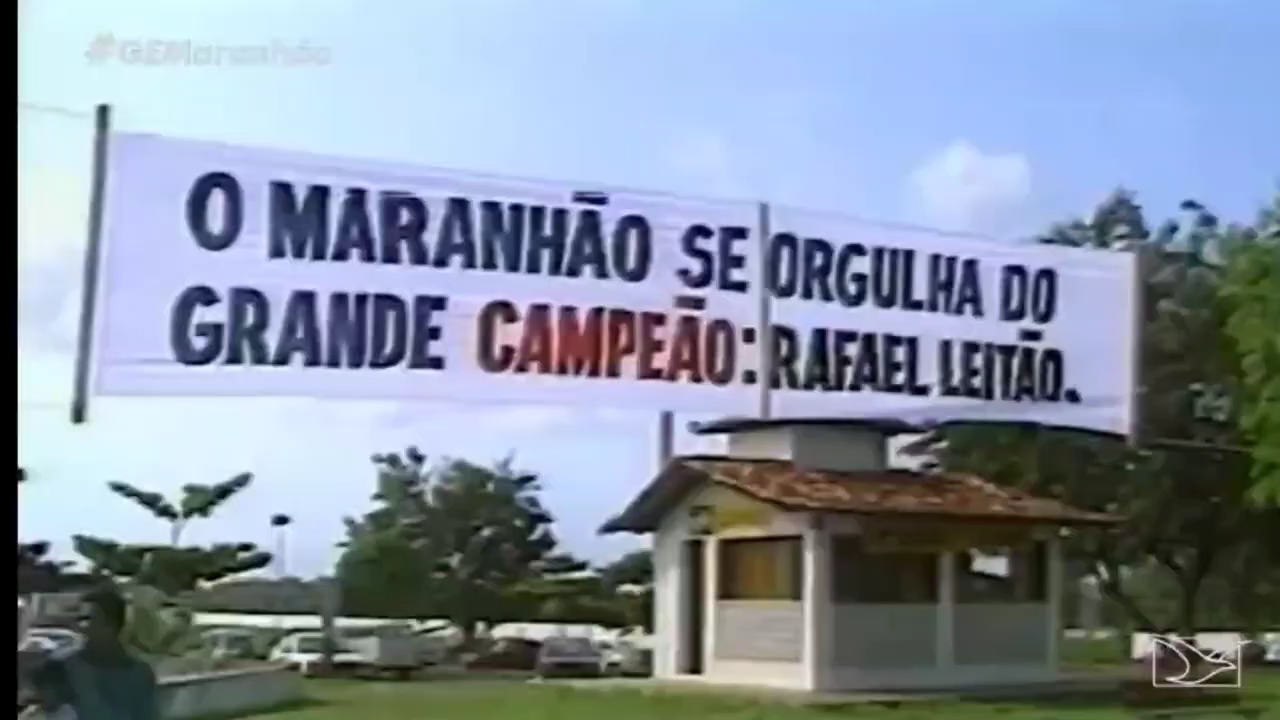 #GEMaranhão
O MARANHÃO SE ORGULHA DO
GRANDE CAMPEÃO: RAFAEL LEITÃO.